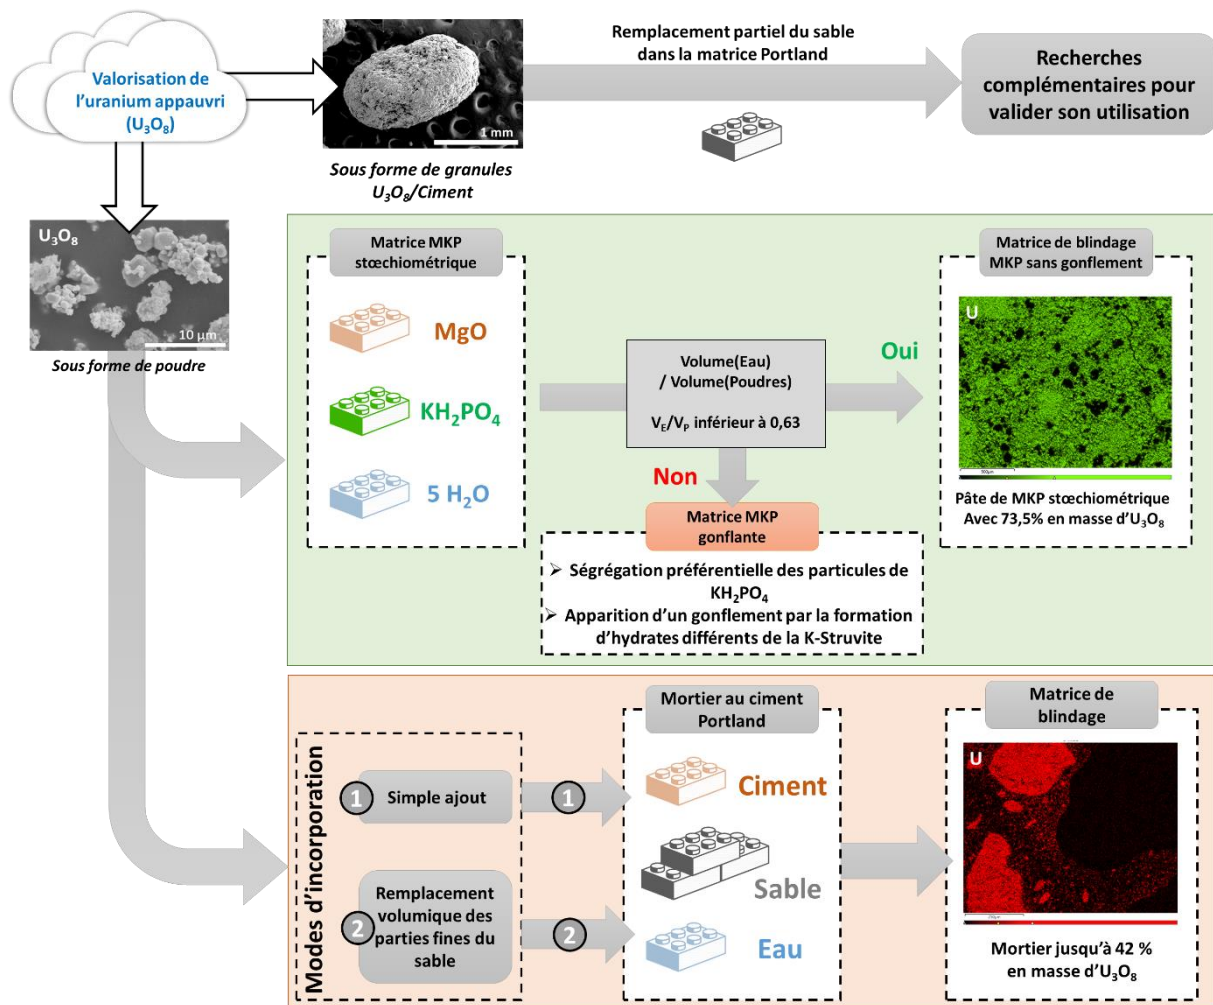 Valorisation de
l'uranium appauvri
(U₃O₈)
1 mm
Sous forme de granules
U₃O₈/Ciment
Remplacement partiel du sable
dans la matrice Portland
Recherches
complémentaires pour
valider son utilisation
U₃O₈
10 µm
Sous forme de poudre
Matrice MKP
stœchiométrique
MgO
KH₂PO₄
5 H₂O
Volume(Eau)
/ Volume(Poudres)
V_E/V_P inférieur à 0,63
Oui
Non
Matrice de blindage
MKP sans gonflement
U
Pâte de MKP stœchiométrique
Avec 73,5% en masse d'U₃O₈
Matrice MKP
gonflante
➢ Ségrégation préférentielle des particules de
KH₂PO₄
➢ Apparition d'un gonflement par la formation
d'hydrates différents de la K-Struvite
Modes d'incorporation
1 Simple ajout
1
2 Remplacement
volumique des
parties fines du
sable
2
Mortier au ciment
Portland
Ciment
Sable
Eau
Matrice de
blindage
U
Mortier jusqu'à 42 %
en masse d'U₃O₈